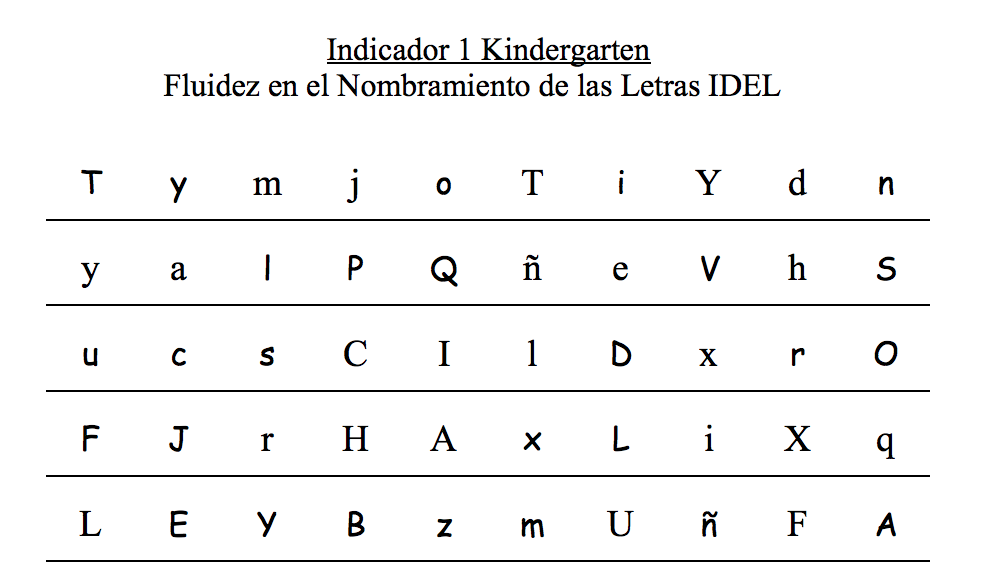 Indicador 1 Kindergarten
Fluidez en el Nombramiento de las Letras IDEL
T y m j o T i Y d n
y a l P Q ñ e V h S
u c s C I l D x r O
F J r H A x L i X q
L E Y B z m U ñ F A